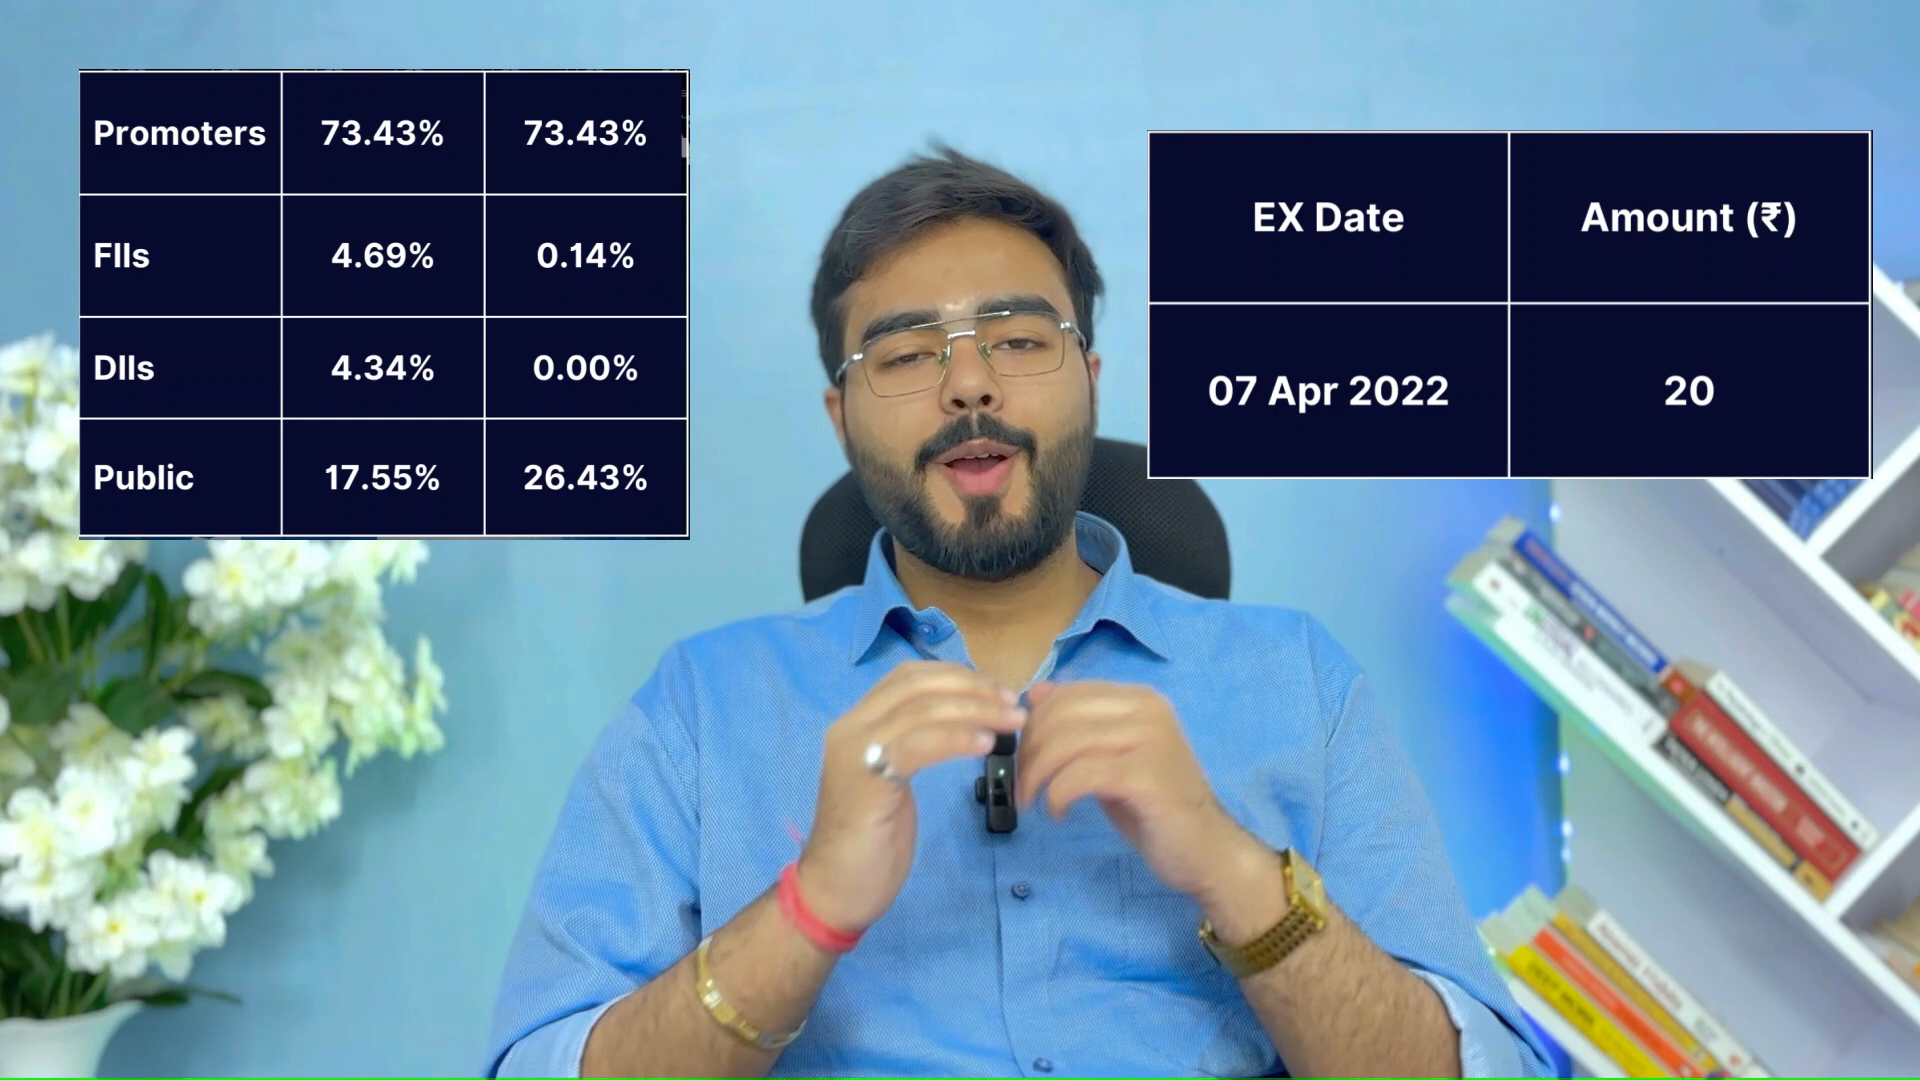 Promoters 73.43% 73.43%
FIIs 4.69% 0.14%
DIIs 4.34% 0.00%
Public 17.55% 26.43%
EX Date Amount (₹)
07 Apr 2022 20